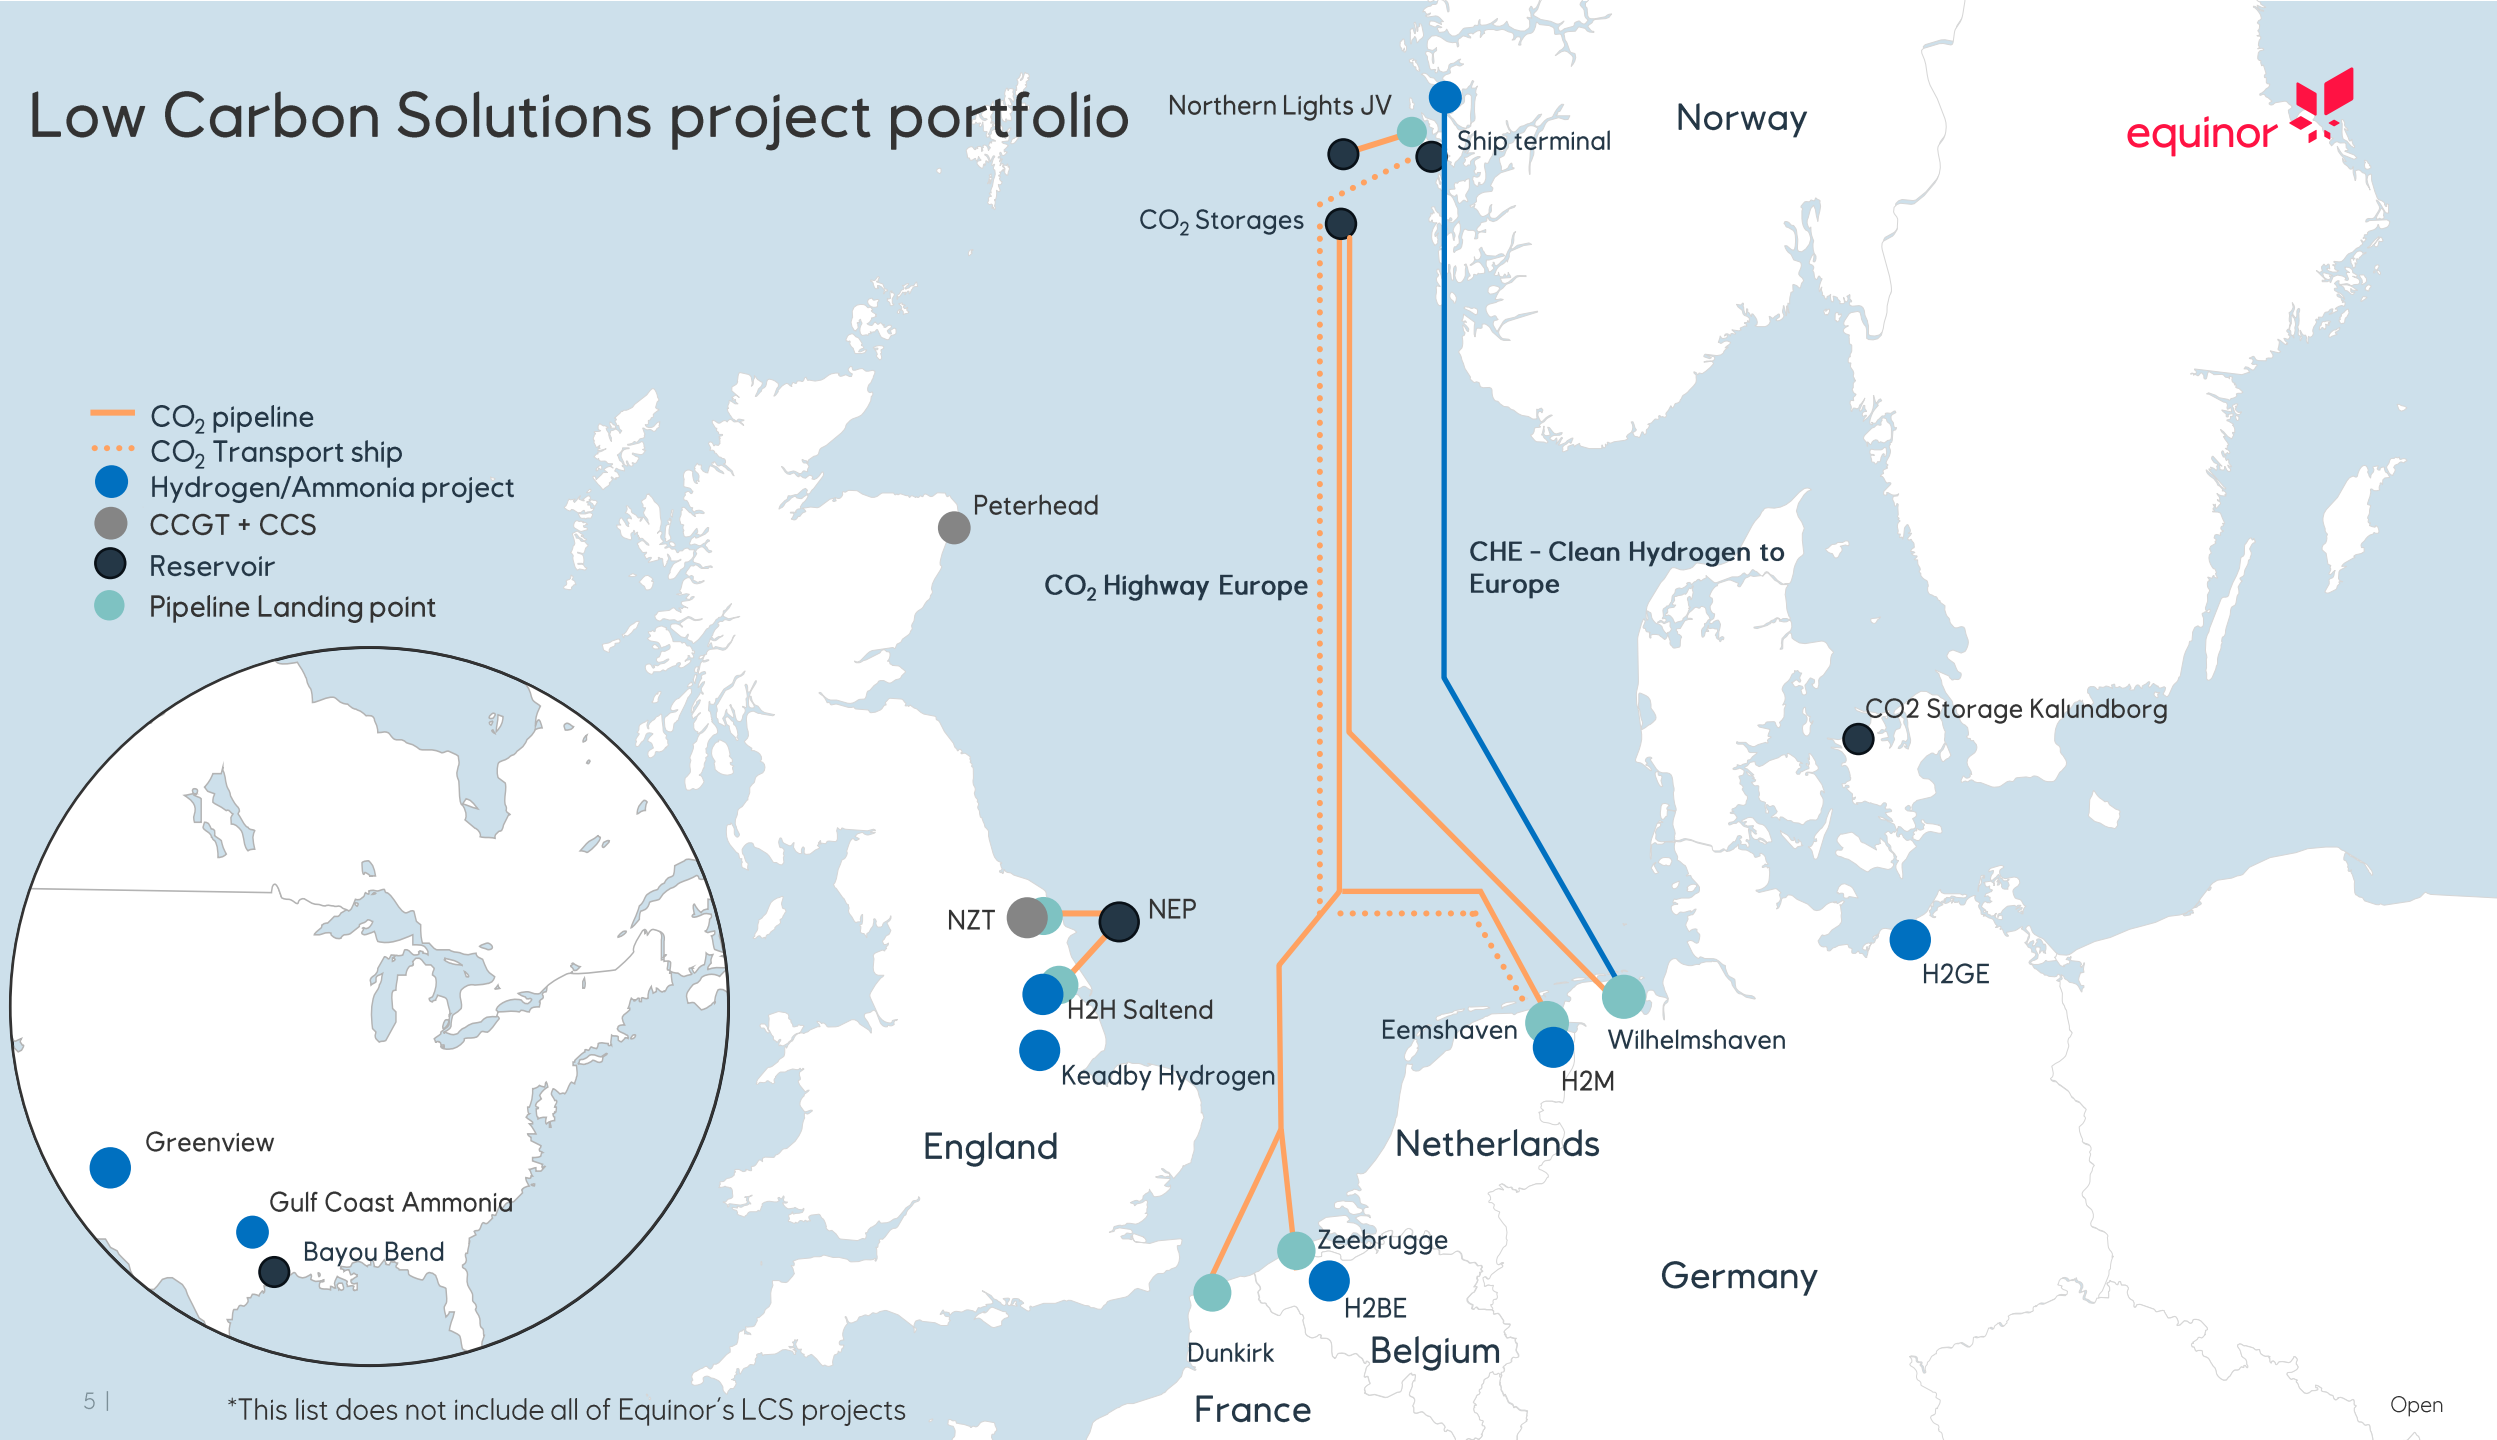 Low Carbon Solutions project portfolio
equinor
Northern Lights JV
Ship terminal
Norway
CO2 Storages
CO2 pipeline
CO2 Transport ship
Hydrogen/Ammonia project
CCGT + CCS
Reservoir
Pipeline Landing point
Peterhead
CO2 Highway Europe
CHE - Clean Hydrogen to
Europe
CO2 Storage Kalundborg
NZT
NEP
H2H Saltend
Keadby Hydrogen
H2GE
Eemshaven
Wilhelmshaven
H2M
England
Netherlands
Greenview
Gulf Coast Ammonia
Bayou Bend
Zeebrugge
H2BE
Germany
Dunkirk
Belgium
France
5 |
*This list does not include all of Equinor's LCS projects
Open